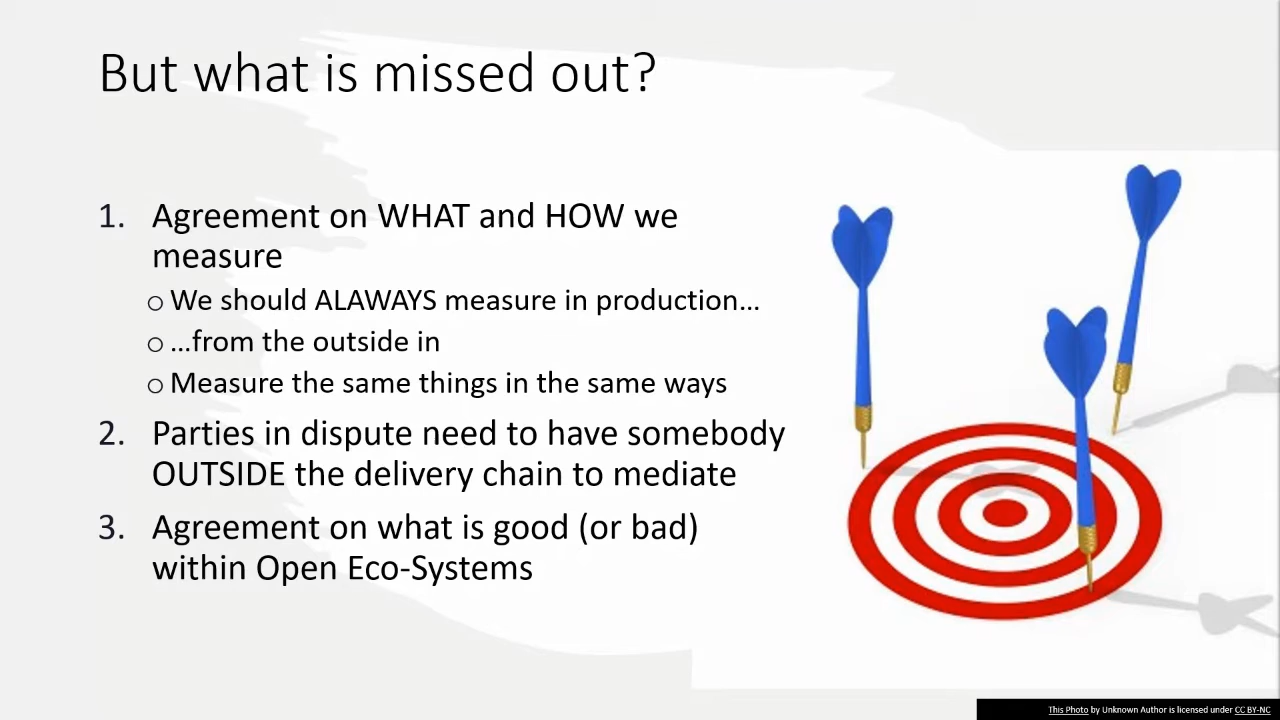 But what is missed out?
1. Agreement on WHAT and HOW we
measure
o We should ALAWAYS measure in production...
o ...from the outside in
o Measure the same things in the same ways
2. Parties in dispute need to have somebody
OUTSIDE the delivery chain to mediate
3. Agreement on what is good (or bad)
within Open Eco-Systems
This Photo by Unknown Author is licensed under CC BY-NC